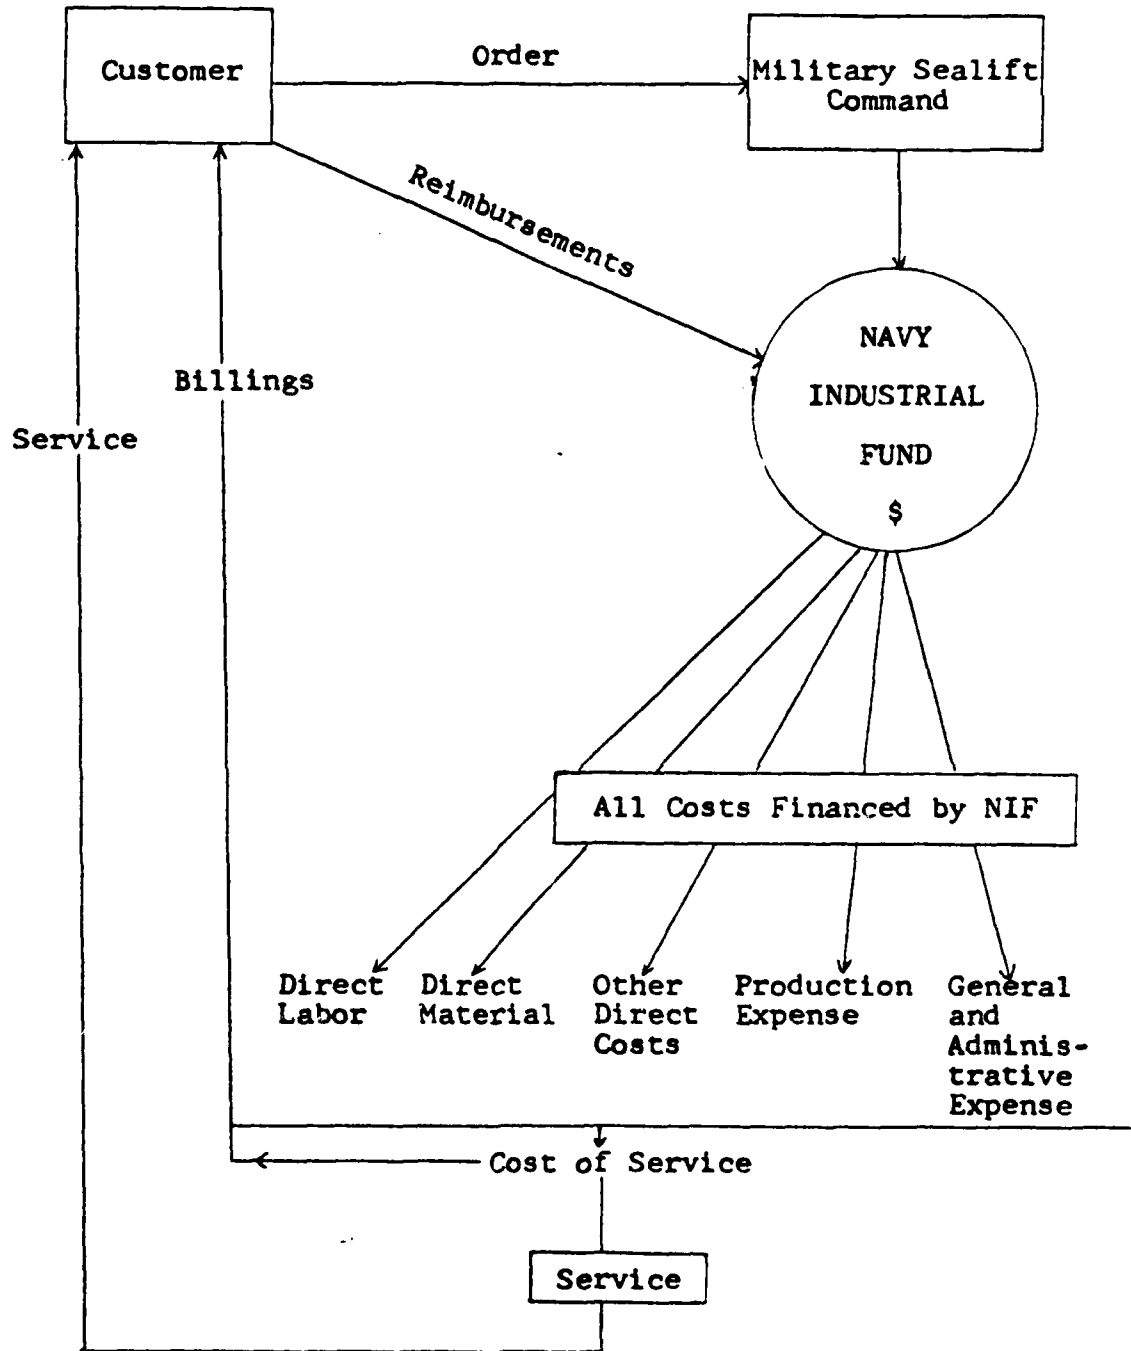 Customer
Order
Military Sealift
Command
Reimbursements
NAVY
INDUSTRIAL
FUND
$
Billings
Service
All Costs Financed by NIF
Direct
Labor
Direct
Material
Other
Direct
Costs
Production
Expense
General
and
Adminis-
trative
Expense
Cost of Service
Service